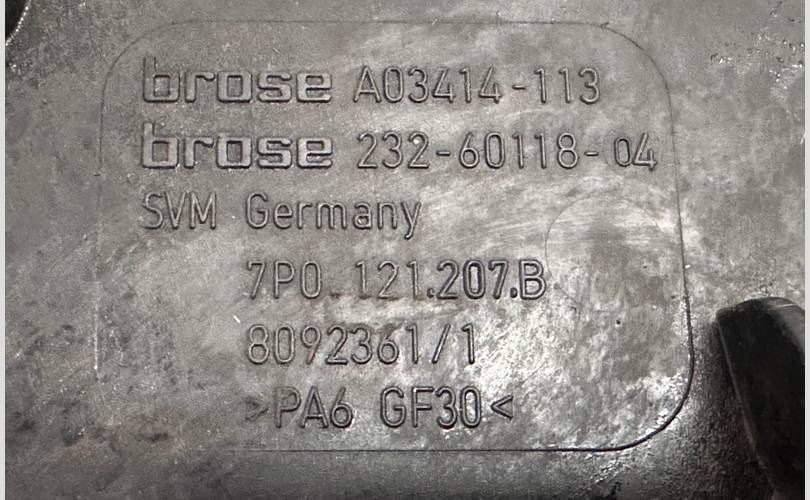 brose A03414-113
brose 232-60118-04
SVM Germany
7P0.121.207.B
8092361/1
>PA6 GF30<